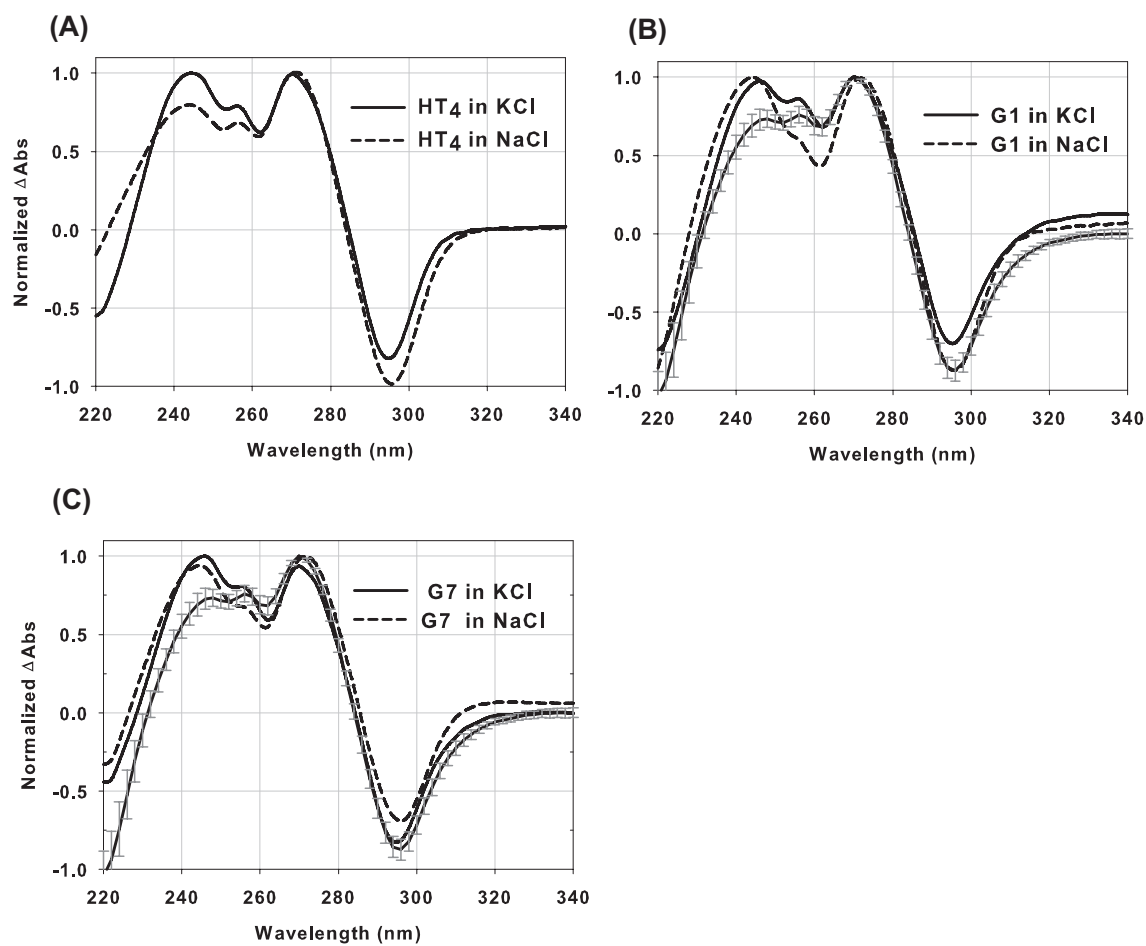 (A)
1.0
0.5
0.0
-0.5
-1.0
Normalized ΔAbs
HT4 in KCl
HT4 in NaCl
220 240 260 280 300 320 340
Wavelength (nm)
(B)
1.0
0.5
0.0
-0.5
-1.0
Normalized ΔAbs
G1 in KCl
G1 in NaCl
220 240 260 280 300 320 340
Wavelength (nm)
(C)
1.0
0.5
0.0
-0.5
-1.0
Normalized ΔAbs
G7 in KCl
G7 in NaCl
220 240 260 280 300 320 340
Wavelength (nm)